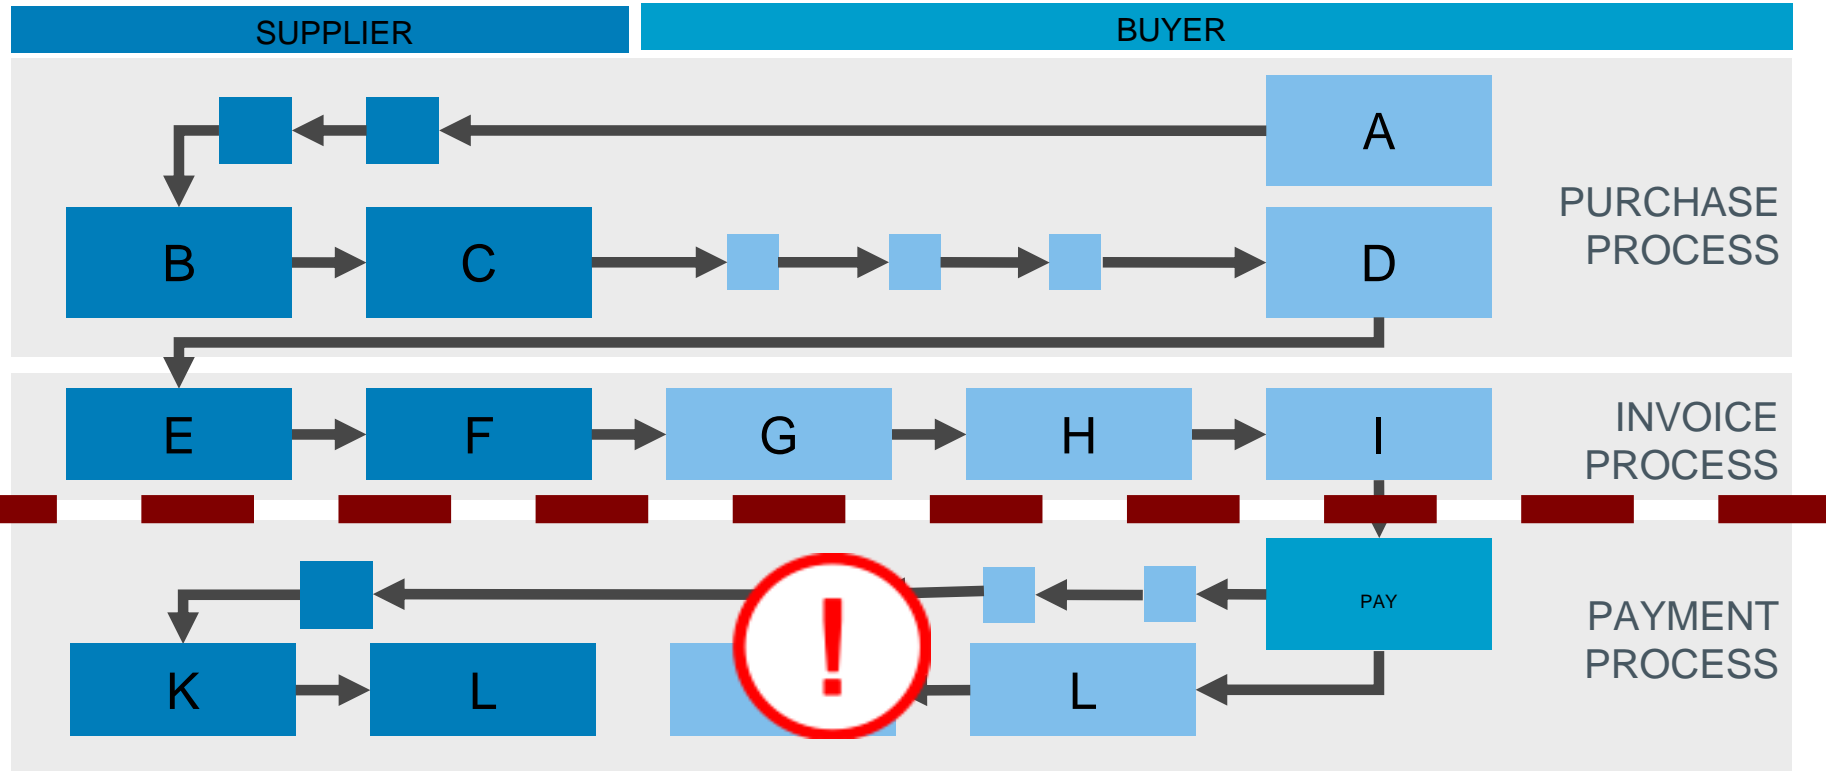 SUPPLIER
BUYER
A
PURCHASE
PROCESS
B
C
D
E
F
G
H
I
INVOICE
PROCESS
!
PAY
PAYMENT
PROCESS
K
L
L